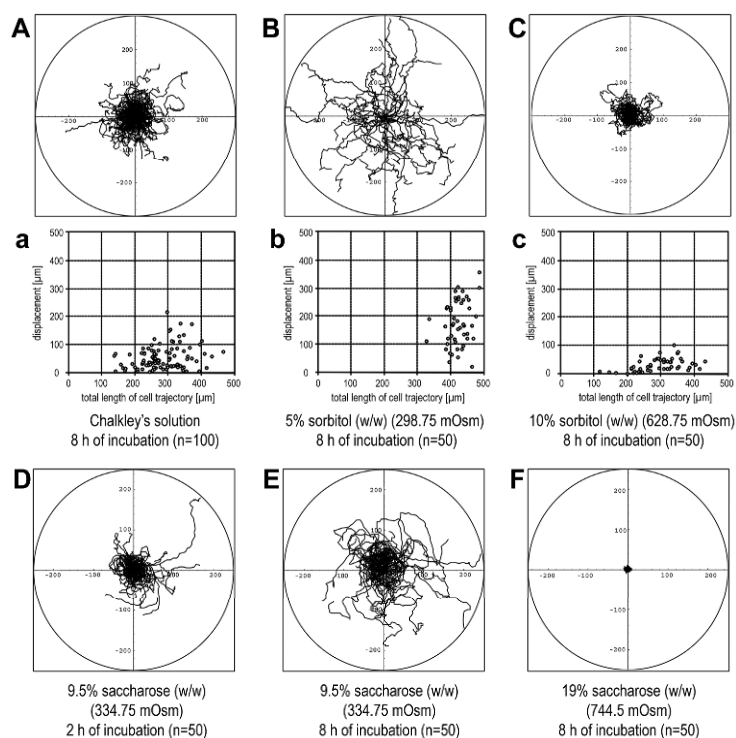 A
B
C
200
100
-200
-100
100
200
-100
-200
200
100
-200
-100
100
200
-100
-200
200
100
-200
-100
100
200
-100
-200
a
b
c
displacement [µm]
500
400
300
200
100
0
0 100 200 300 400 500
total length of cell trajectory [µm]
displacement [µm]
500
400
300
200
100
0
0 100 200 300 400 500
total length of cell trajectory [µm]
displacement [µm]
500
400
300
200
100
0
0 100 200 300 400 500
total length of cell trajectory [µm]
Chalkley's solution
8 h of incubation (n=100)
5% sorbitol (w/w) (298.75 mOsm)
8 h of incubation (n=50)
10% sorbitol (w/w) (628.75 mOsm)
8 h of incubation (n=50)
D
E
F
200
100
-200
-100
100
200
-100
-200
200
100
-200
-100
100
200
-100
-200
200
100
-200
-100
100
200
-100
-200
9.5% saccharose (w/w)
(334.75 mOsm)
2 h of incubation (n=50)
9.5% saccharose (w/w)
(334.75 mOsm)
8 h of incubation (n=50)
19% saccharose (w/w)
(744.5 mOsm)
8 h of incubation (n=50)